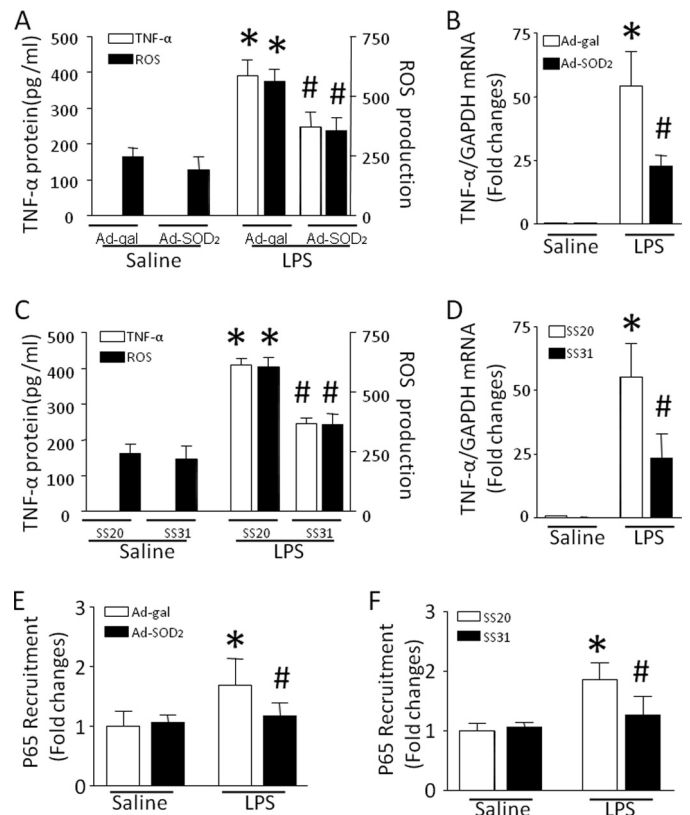 A
TNF-α
ROS
TNF-α protein(pg/ml)
500
400
300
200
100
0
* * # #
750
500
250
0
ROS production
Ad-gal Ad-SOD2 Ad-gal Ad-SOD2
Saline LPS
B
Ad-gal
Ad-SOD2
TNF-α/GAPDH mRNA
(Fold changes)
75
50
25
0
* #
Saline LPS
C
TNF-α
ROS
TNF-α protein(pg/ml)
500
400
300
200
100
0
* * # #
750
500
250
0
ROS production
SS20 SS31 SS20 SS31
Saline LPS
D
SS20
SS31
TNF-α/GAPDH mRNA
(Fold changes)
75
50
25
0
* #
Saline LPS
E
Ad-gal
Ad-SOD2
P65 Recruitment
(Fold changes)
3
2
1
0
* #
Saline LPS
F
SS20
SS31
P65 Recruitment
(Fold changes)
3
2
1
0
* #
Saline LPS